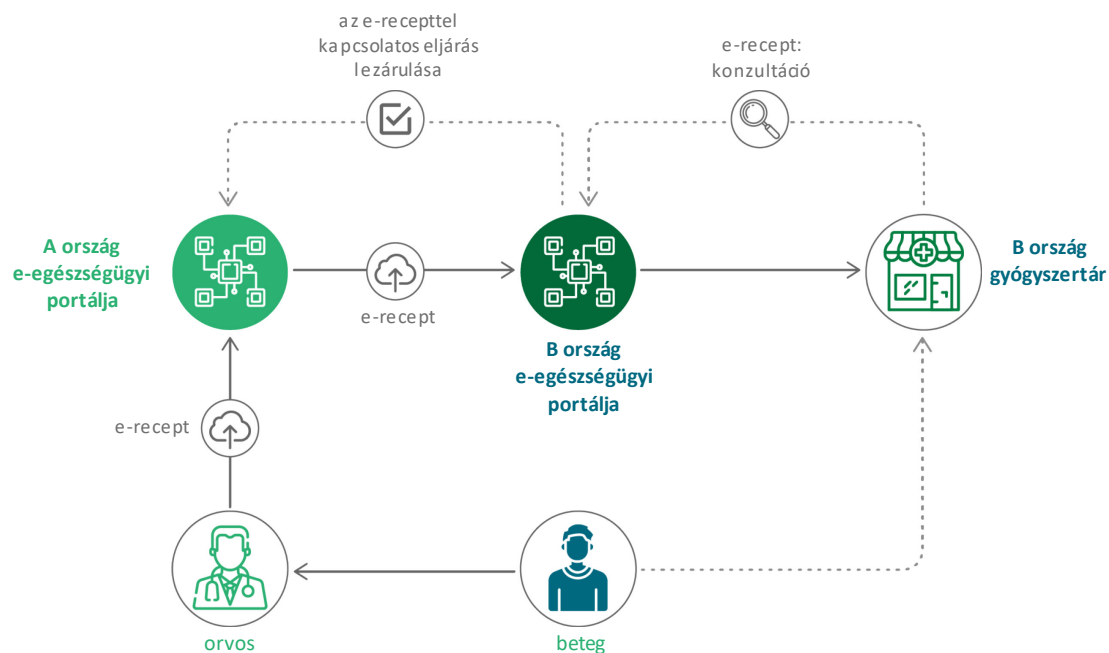 az e-recepttel
kapcsolatos eljárás
lezárulása
e-recept:
konzultáció
A ország
e-egészségügyi
portálja
e-recept
B ország
e-egészségügyi
portálja
B ország
gyógyszertár
e-recept
orvos
beteg